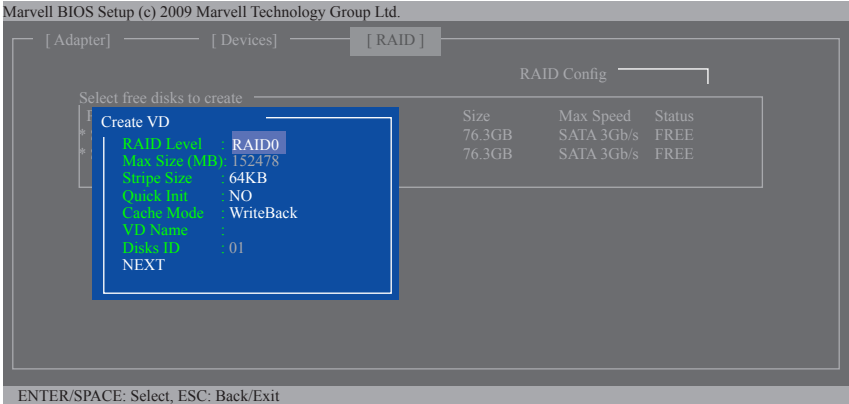 Marvell BIOS Setup (c) 2009 Marvell Technology Group Ltd.
[ Adapter] [ Devices] [ RAID ]
RAID Config
Select free disks to create
Size Max Speed Status
* 76.3GB SATA 3Gb/s FREE
* 76.3GB SATA 3Gb/s FREE
Create VD
RAID Level : RAID0
Max Size (MB): 152478
Stripe Size : 64KB
Quick Init : NO
Cache Mode : WriteBack
VD Name :
Disks ID : 01
NEXT
ENTER/SPACE: Select, ESC: Back/Exit